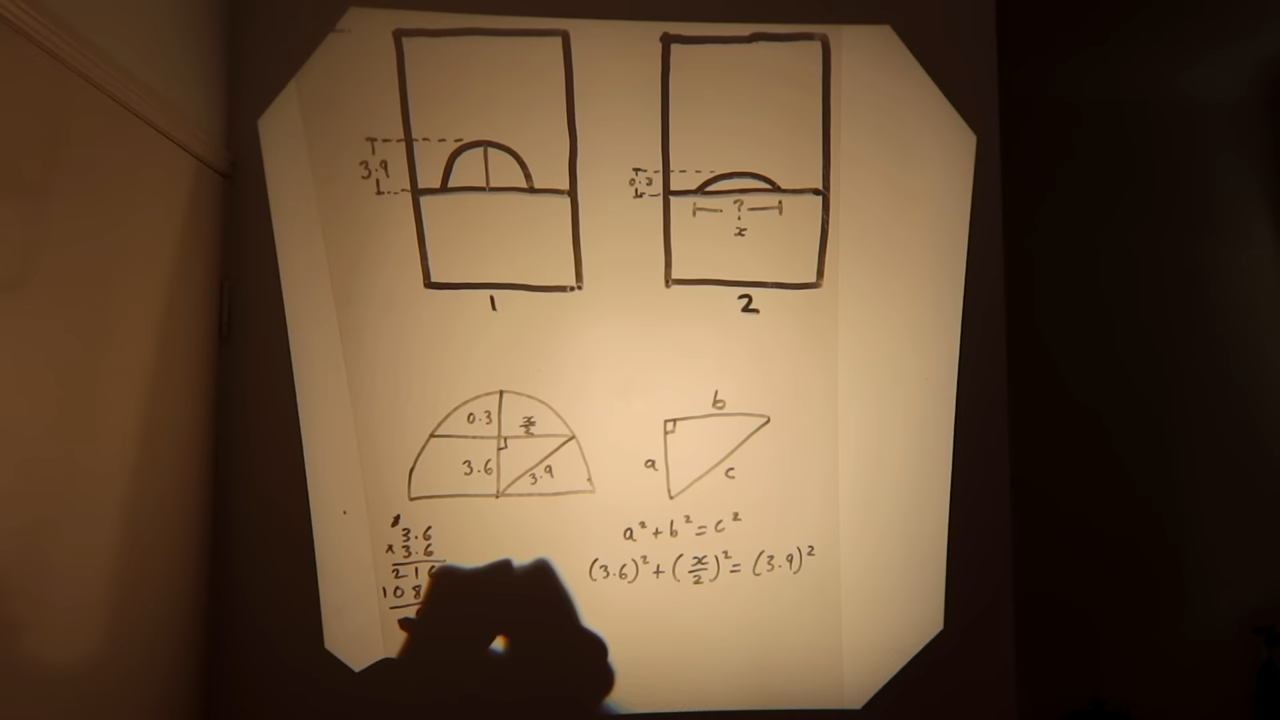 3.9
1
0.3
?
x
2
0.3
x/2
3.6
3.9
b
a
c
3.6
× 3.6
216
108
a² + b² = c²
(3.6)² + (x/2)² = (3.9)²